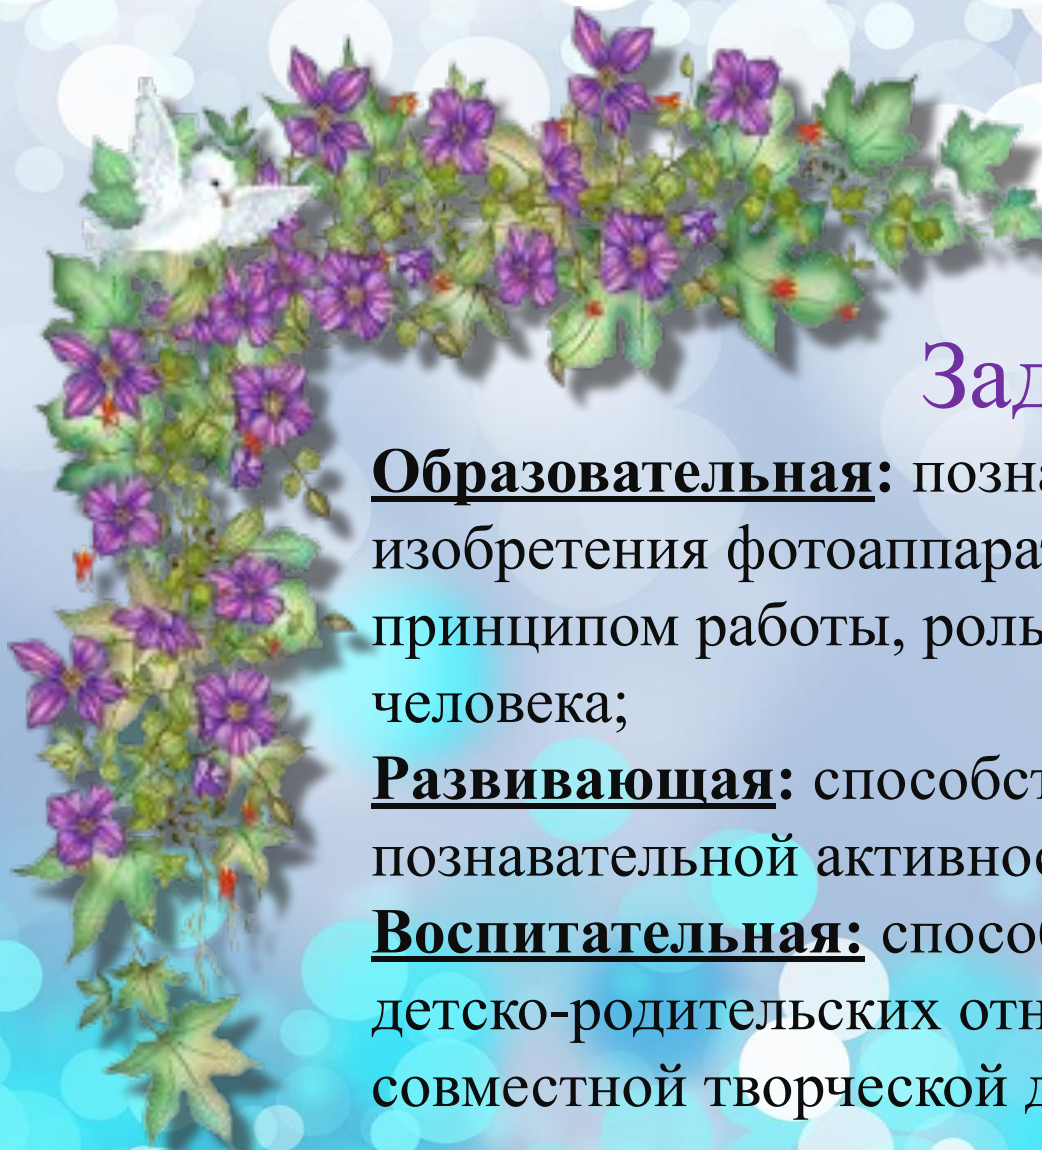 Зад
Образовательная: позна
изобретения фотоаппара
принципом работы, роль
человека;
Развивающая: способст
познавательной активнос
Воспитательная: способ
детско-родительских отн
совместной творческой д